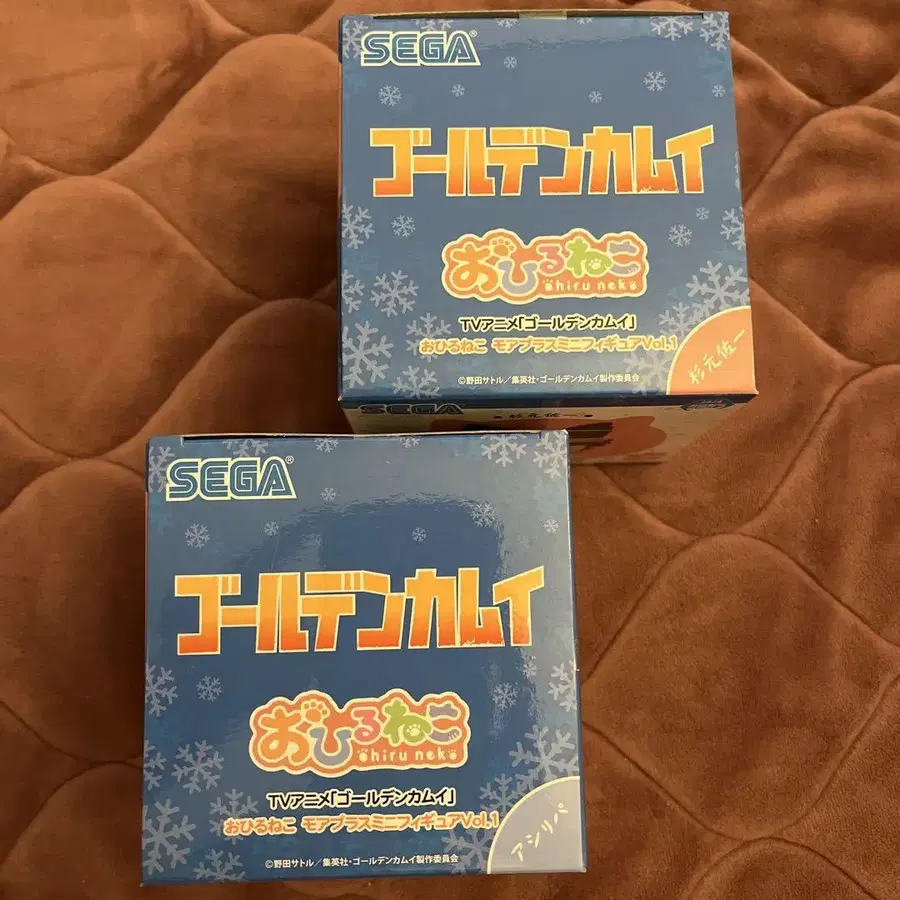 SEGA®
ゴールデンカムイ
おひるねこ
Ohiru neko
TVアニメ「ゴールデンカムイ」
おひるねこ モアプラスミニフィギュアVol.1
杉元佐一
©野田サトル／集英社・ゴールデンカムイ製作委員会
SEGA
杉元佐一
SEGA®
ゴールデンカムイ
おひるねこ
Ohiru neko
TVアニメ「ゴールデンカムイ」
おひるねこ モアプラスミニフィギュアVol.1
アシリパ
©野田サトル／集英社・ゴールデンカムイ製作委員会